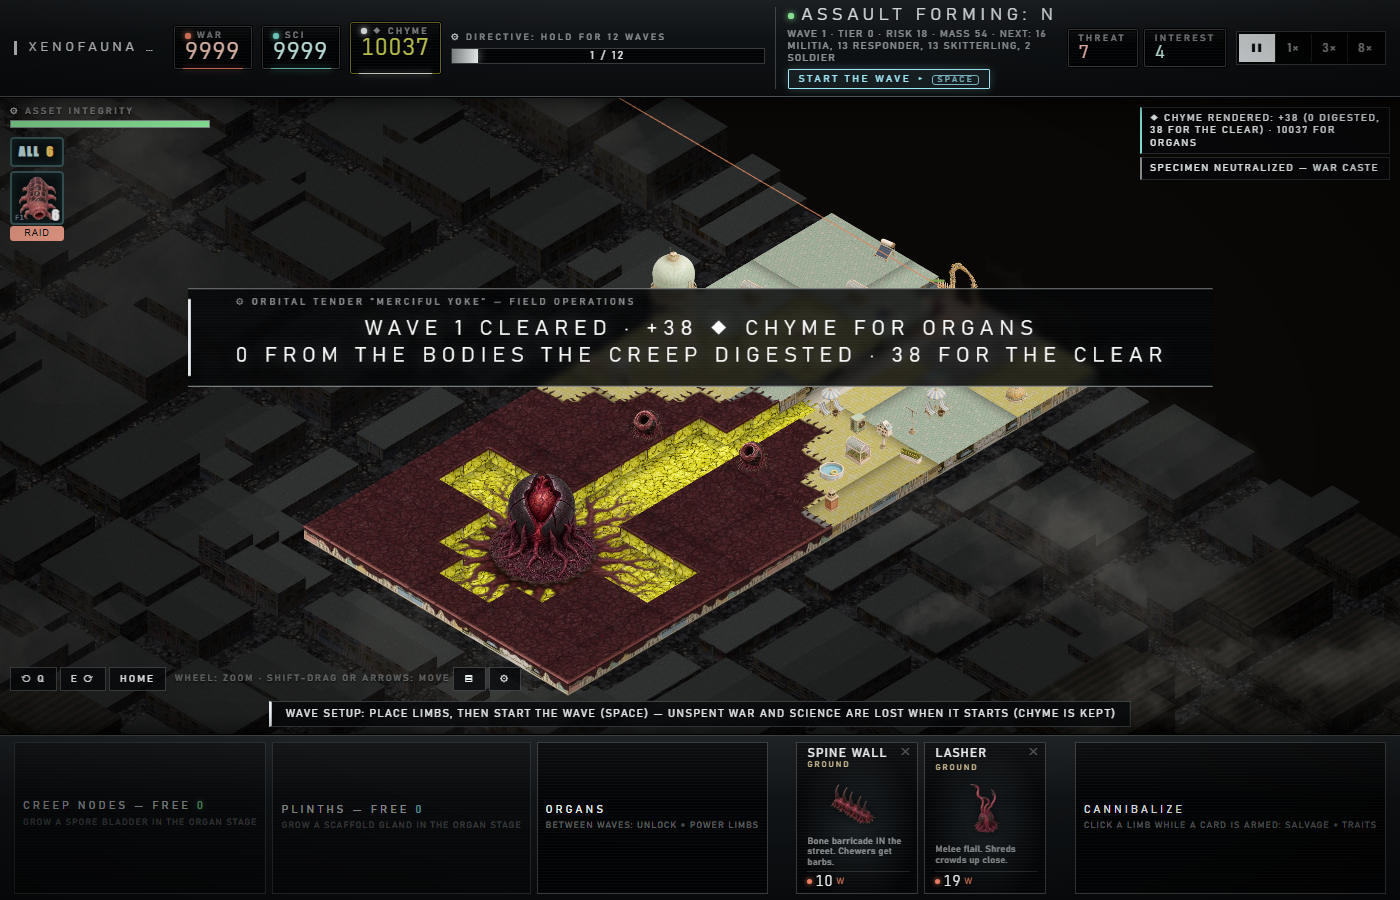 XENOFAUNA …
WAR
9999
SCI
9999
◆ CHYME
10037
⚙ DIRECTIVE: HOLD FOR 12 WAVES
1 / 12
ASSAULT FORMING: N
WAVE 1 · TIER 0 · RISK 18 · MASS 54 · NEXT: 16
MILITIA, 13 RESPONDER, 13 SKITTERLING, 2
SOLDIER
START THE WAVE ▸ SPACE
THREAT
7
INTEREST
4
1×
3×
8×
⚙ ASSET INTEGRITY
ALL 6
F1
6
RAID
◆ CHYME RENDERED: +38 (0 DIGESTED,
38 FOR THE CLEAR) · 10037 FOR
ORGANS
SPECIMEN NEUTRALIZED — WAR CASTE
⚙ ORBITAL TENDER "MERCIFUL YOKE" — FIELD OPERATIONS
WAVE 1 CLEARED · +38 ◆ CHYME FOR ORGANS
0 FROM THE BODIES THE CREEP DIGESTED · 38 FOR THE CLEAR
⟲ Q
E ⟳
HOME
WHEEL: ZOOM · SHIFT-DRAG OR ARROWS: MOVE
WAVE SETUP: PLACE LIMBS, THEN START THE WAVE (SPACE) — UNSPENT WAR AND SCIENCE ARE LOST WHEN IT STARTS (CHYME IS KEPT)
CREEP NODES — FREE 0
GROW A SPORE BLADDER IN THE ORGAN STAGE
PLINTHS — FREE 0
GROW A SCAFFOLD GLAND IN THE ORGAN STAGE
ORGANS
BETWEEN WAVES: UNLOCK + POWER LIMBS
SPINE WALL ✕
GROUND
Bone barricade IN the
street. Chewers get
barbs.
10 W
LASHER ✕
GROUND
Melee flail. Shreds
crowds up close.
19 W
CANNIBALIZE
CLICK A LIMB WHILE A CARD IS ARMED: SALVAGE + TRAITS